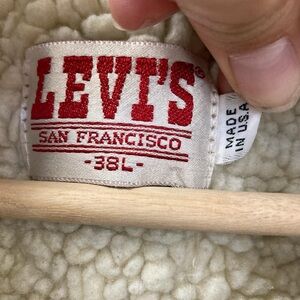 LEVI'S®
SAN FRANCISCO
-38L-
MADE
IN U.S.A